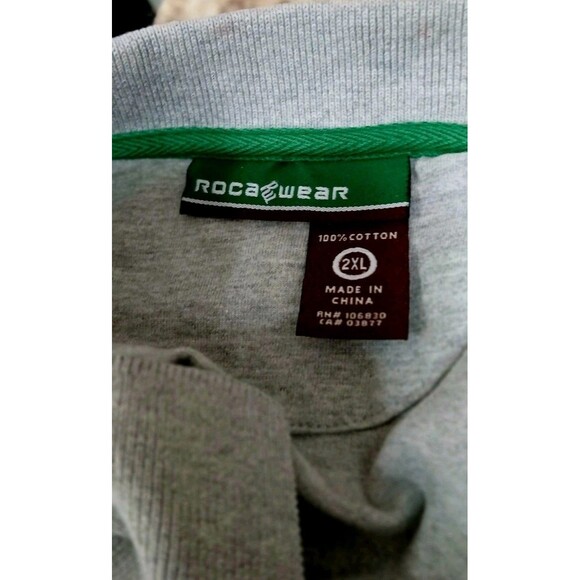 ROCAWEAR
100% COTTON
2XL
MADE IN
CHINA
RN# 106830
CA# 03877